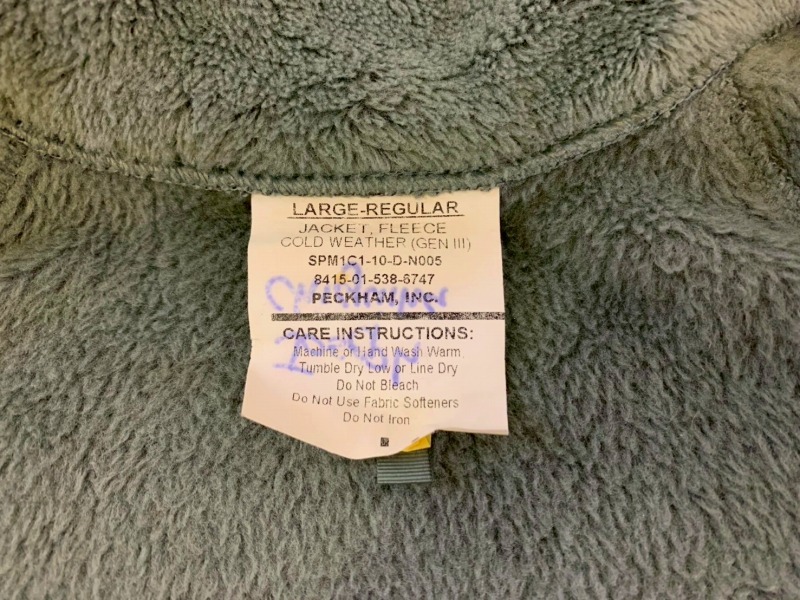 LARGE-REGULAR
JACKET, FLEECE
COLD WEATHER (GEN III)
SPM1C1-10-D-N005
8415-01-538-6747
PECKHAM, INC.
CARE INSTRUCTIONS:
Machine or Hand Wash Warm
Tumble Dry Low or Line Dry
Do Not Bleach
Do Not Use Fabric Softeners
Do Not Iron